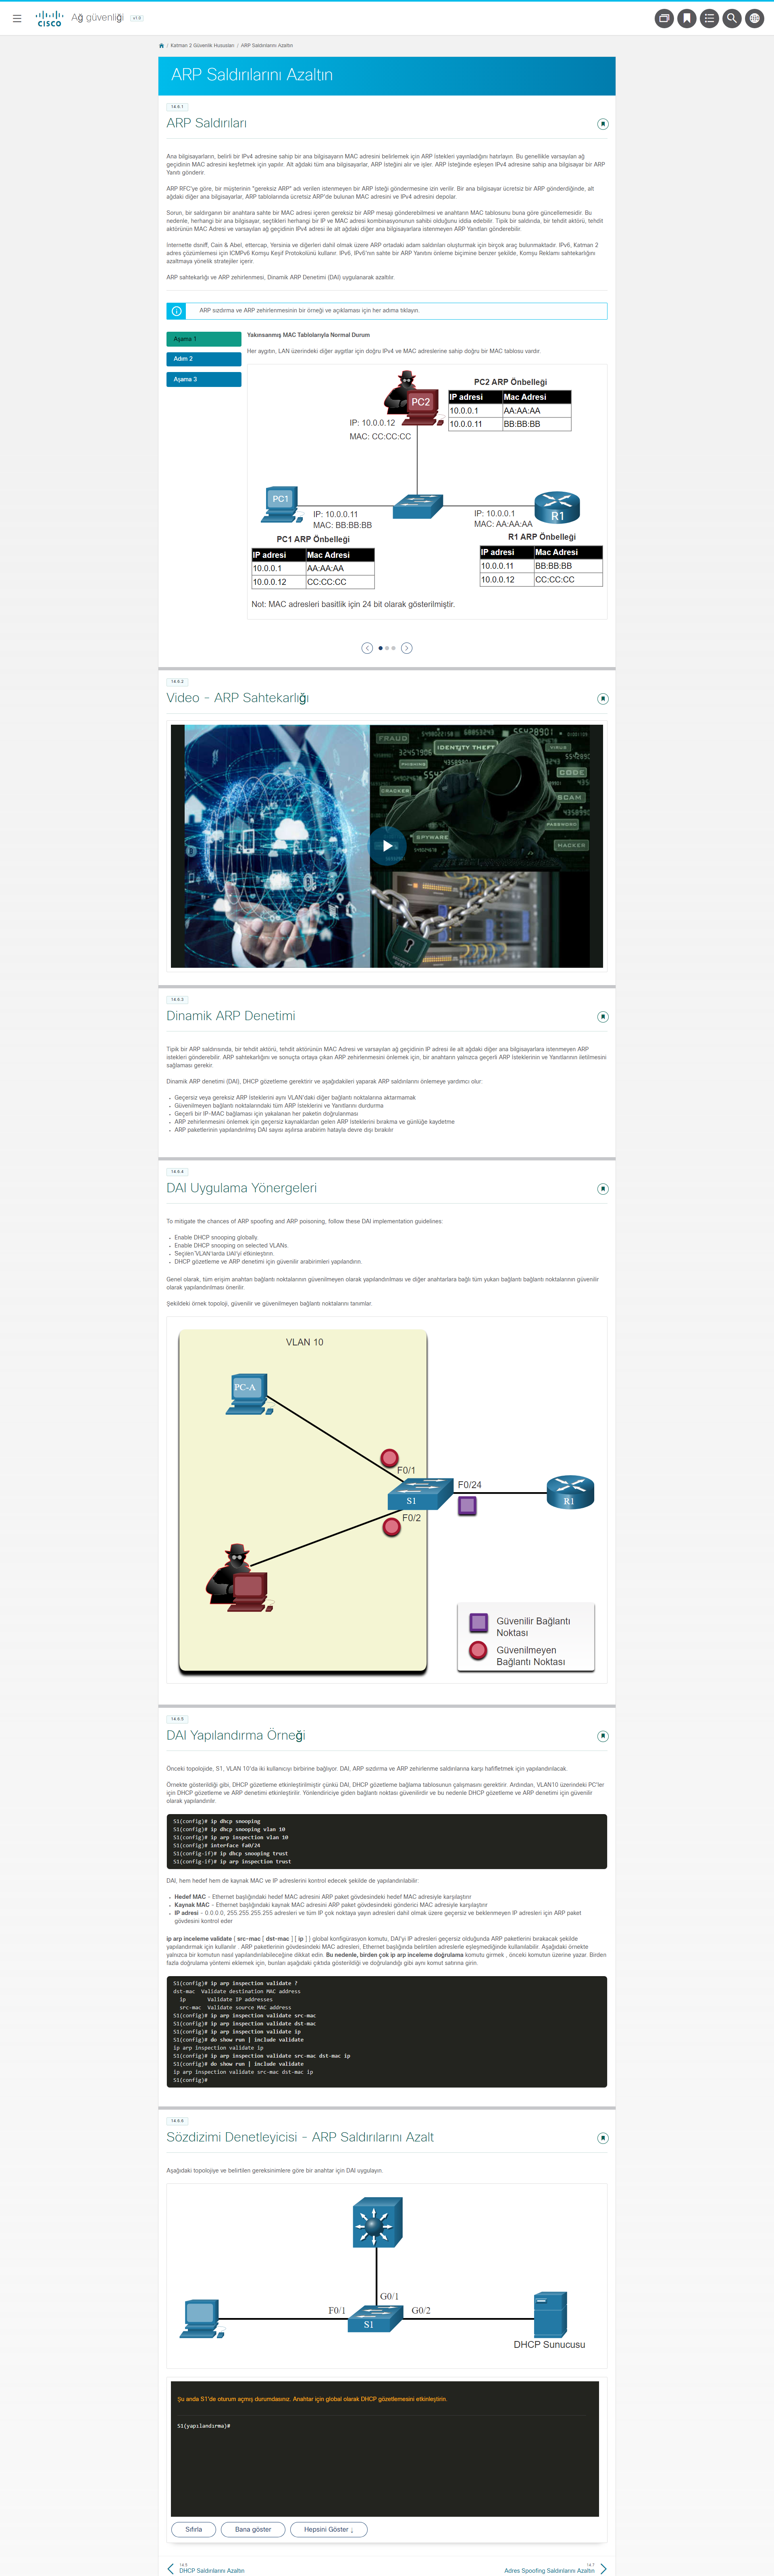 CISCO
Ağ güvenliği v1.0
/ Katman 2 Güvenlik Hususları / ARP Saldırılarını Azaltın
ARP Saldırılarını Azaltın
14.6.1
ARP Saldırıları
Ana bilgisayarların, belirli bir IPv4 adresine sahip bir ana bilgisayarın MAC adresini belirlemek için ARP İstekleri yayınladığını hatırlayın. Bu genellikle varsayılan ağ
geçidinin MAC adresini keşfetmek için yapılır. Alt ağdaki tüm ana bilgisayarlar, ARP İsteğini alır ve işler. ARP İsteğinde eşleşen IPv4 adresine sahip ana bilgisayar bir ARP
Yanıtı gönderir.
ARP RFC'ye göre, bir müşterinin "gereksiz ARP" adı verilen istenmeyen bir ARP İsteği göndermesine izin verilir. Bir ana bilgisayar ücretsiz bir ARP gönderdiğinde, alt
ağdaki diğer ana bilgisayarlar, ARP tablolarında ücretsiz ARP'de bulunan MAC adresini ve IPv4 adresini depolar.
Sorun, bir saldırganın bir anahtara sahte bir MAC adresi içeren gereksiz bir ARP mesajı gönderebilmesi ve anahtarın MAC tablosunu buna göre güncellemesidir. Bu
nedenle, herhangi bir ana bilgisayar, seçtikleri herhangi bir IP ve MAC adresi kombinasyonunun sahibi olduğunu iddia edebilir. Tipik bir saldırıda, bir tehdit aktörü, tehdit
aktörünün MAC Adresi ve varsayılan ağ geçidinin IPv4 adresi ile alt ağdaki diğer ana bilgisayarlara istenmeyen ARP Yanıtları gönderebilir.
İnternette dsniff, Cain & Abel, ettercap, Yersinia ve diğerleri dahil olmak üzere ARP ortadaki adam saldırıları oluşturmak için birçok araç bulunmaktadır. IPv6, Katman 2
adres çözümlemesi için ICMPv6 Komşu Keşif Protokolünü kullanır. IPv6, IPv6'nın sahte bir ARP Yanıtını önleme biçimine benzer şekilde, Komşu Reklamı sahtekarlığını
azaltmaya yönelik stratejiler içerir.
ARP sahtekarlığı ve ARP zehirlenmesi, Dinamik ARP Denetimi (DAI) uygulanarak azaltılır.
ARP sızdırma ve ARP zehirlenmesinin bir örneği ve açıklaması için her adıma tıklayın.
Aşama 1
Adım 2
Aşama 3
Yakınsanmış MAC Tablolarıyla Normal Durum
Her aygıtın, LAN üzerindeki diğer aygıtlar için doğru IPv4 ve MAC adreslerine sahip doğru bir MAC tablosu vardır.
PC2 ARP Önbelleği
IP adresi Mac Adresi
10.0.0.1 AA:AA:AA
10.0.0.11 BB:BB:BB
PC2
IP: 10.0.0.12
MAC: CC:CC:CC
PC1
IP: 10.0.0.11
MAC: BB:BB:BB
IP: 10.0.0.1
MAC: AA:AA:AA
R1
PC1 ARP Önbelleği
IP adresi Mac Adresi
10.0.0.1 AA:AA:AA
10.0.0.12 CC:CC:CC
R1 ARP Önbelleği
IP adresi Mac Adresi
10.0.0.11 BB:BB:BB
10.0.0.12 CC:CC:CC
Not: MAC adresleri basitlik için 24 bit olarak gösterilmiştir.
14.6.2
Video - ARP Sahtekarlığı
FRAUD
IDENTITY THEFT
VIRUS
PHISHING
CODE
CRACKER
SCAM
PASSWORD
SPYWARE
HACKER
14.6.3
Dinamik ARP Denetimi
Tipik bir ARP saldırısında, bir tehdit aktörü, tehdit aktörünün MAC Adresi ve varsayılan ağ geçidinin IP adresi ile alt ağdaki diğer ana bilgisayarlara istenmeyen ARP
istekleri gönderebilir. ARP sahtekarlığını ve sonuçta ortaya çıkan ARP zehirlenmesini önlemek için, bir anahtarın yalnızca geçerli ARP İsteklerinin ve Yanıtlarının iletilmesini
sağlaması gerekir.
Dinamik ARP denetimi (DAI), DHCP gözetleme gerektirir ve aşağıdakileri yaparak ARP saldırılarını önlemeye yardımcı olur:
Geçersiz veya gereksiz ARP İsteklerini aynı VLAN'daki diğer bağlantı noktalarına aktarmamak
Güvenilmeyen bağlantı noktalarındaki tüm ARP İsteklerini ve Yanıtlarını durdurma
Geçerli bir IP-MAC bağlaması için yakalanan her paketin doğrulanması
ARP zehirlenmesini önlemek için geçersiz kaynaklardan gelen ARP İsteklerini bırakma ve günlüğe kaydetme
ARP paketlerinin yapılandırılmış DAI sayısı aşılırsa arabirim hatayla devre dışı bırakılır
14.6.4
DAI Uygulama Yönergeleri
To mitigate the chances of ARP spoofing and ARP poisoning, follow these DAI implementation guidelines:
Enable DHCP snooping globally.
Enable DHCP snooping on selected VLANs.
Seçilen VLAN'larda DAI'yi etkinleştirin.
DHCP gözetleme ve ARP denetimi için güvenilir arabirimleri yapılandırın.
Genel olarak, tüm erişim anahtarı bağlantı noktalarının güvenilmeyen olarak yapılandırılması ve diğer anahtarlara bağlı tüm yukarı bağlantı bağlantı noktalarının güvenilir
olarak yapılandırılması önerilir.
Şekildeki örnek topoloji, güvenilir ve güvenilmeyen bağlantı noktalarını tanımlar.
VLAN 10
PC-A
F0/1
F0/24
S1
R1
F0/2
Güvenilir Bağlantı
Noktası
Güvenilmeyen
Bağlantı Noktası
14.6.5
DAI Yapılandırma Örneği
Önceki topolojide, S1, VLAN 10'da iki kullanıcıyı birbirine bağlıyor. DAI, ARP sızdırma ve ARP zehirlenme saldırılarına karşı hafifletmek için yapılandırılacak.
Örnekte gösterildiği gibi, DHCP gözetleme etkinleştirilmiştir çünkü DAI, DHCP gözetleme bağlama tablosunun çalışmasını gerektirir. Ardından, VLAN10 üzerindeki PC'ler
için DHCP gözetleme ve ARP denetimi etkinleştirilir. Yönlendiriciye giden bağlantı noktası güvenilirdir ve bu nedenle DHCP gözetleme ve ARP denetimi için güvenilir
olarak yapılandırılır.
S1(config)# ip dhcp snooping
S1(config)# ip dhcp snooping vlan 10
S1(config)# ip arp inspection vlan 10
S1(config)# interface fa0/24
S1(config-if)# ip dhcp snooping trust
S1(config-if)# ip arp inspection trust
DAI, hem hedef hem de kaynak MAC ve IP adreslerini kontrol edecek şekilde de yapılandırılabilir:
Hedef MAC - Ethernet başlığındaki hedef MAC adresini ARP paket gövdesindeki hedef MAC adresiyle karşılaştırır
Kaynak MAC - Ethernet başlığındaki kaynak MAC adresini ARP paket gövdesindeki gönderici MAC adresiyle karşılaştırır
IP adresi - 0.0.0.0, 255.255.255.255 adresleri ve tüm IP çok noktaya yayın adresleri dahil olmak üzere geçersiz ve beklenmeyen IP adresleri için ARP paket
gövdesini kontrol eder
ip arp inceleme validate { src-mac [ dst-mac ] [ ip ] } global konfigürasyon komutu, DAI'yi IP adresleri geçersiz olduğunda ARP paketlerini bırakacak şekilde
yapılandırmak için kullanılır . ARP paketlerinin gövdesindeki MAC adresleri, Ethernet başlığında belirtilen adreslerle eşleşmediğinde kullanılabilir. Aşağıdaki örnekte
yalnızca bir komutun nasıl yapılandırılabileceğine dikkat edin. Bu nedenle, birden çok ip arp inceleme doğrulama komutu girmek , önceki komutun üzerine yazar. Birden
fazla doğrulama yöntemi eklemek için, bunları aşağıdaki çıktıda gösterildiği ve doğrulandığı gibi aynı komut satırına girin.
S1(config)# ip arp inspection validate ?
dst-mac Validate destination MAC address
ip Validate IP addresses
src-mac Validate source MAC address
S1(config)# ip arp inspection validate src-mac
S1(config)# ip arp inspection validate dst-mac
S1(config)# ip arp inspection validate ip
S1(config)# do show run | include validate
ip arp inspection validate ip
S1(config)# ip arp inspection validate src-mac dst-mac ip
S1(config)# do show run | include validate
ip arp inspection validate src-mac dst-mac ip
S1(config)#
14.6.6
Sözdizimi Denetleyicisi - ARP Saldırılarını Azalt
Aşağıdaki topolojiye ve belirtilen gereksinimlere göre bir anahtar için DAI uygulayın.
G0/1
F0/1
G0/2
S1
DHCP Sunucusu
Şu anda S1'de oturum açmış durumdasınız. Anahtar için global olarak DHCP gözetlemesini etkinleştirin.
S1(yapılandırma)#
Sıfırla
Bana göster
Hepsini Göster ↓
14.5
DHCP Saldırılarını Azaltın
14.7
Adres Spoofing Saldırılarını Azaltın